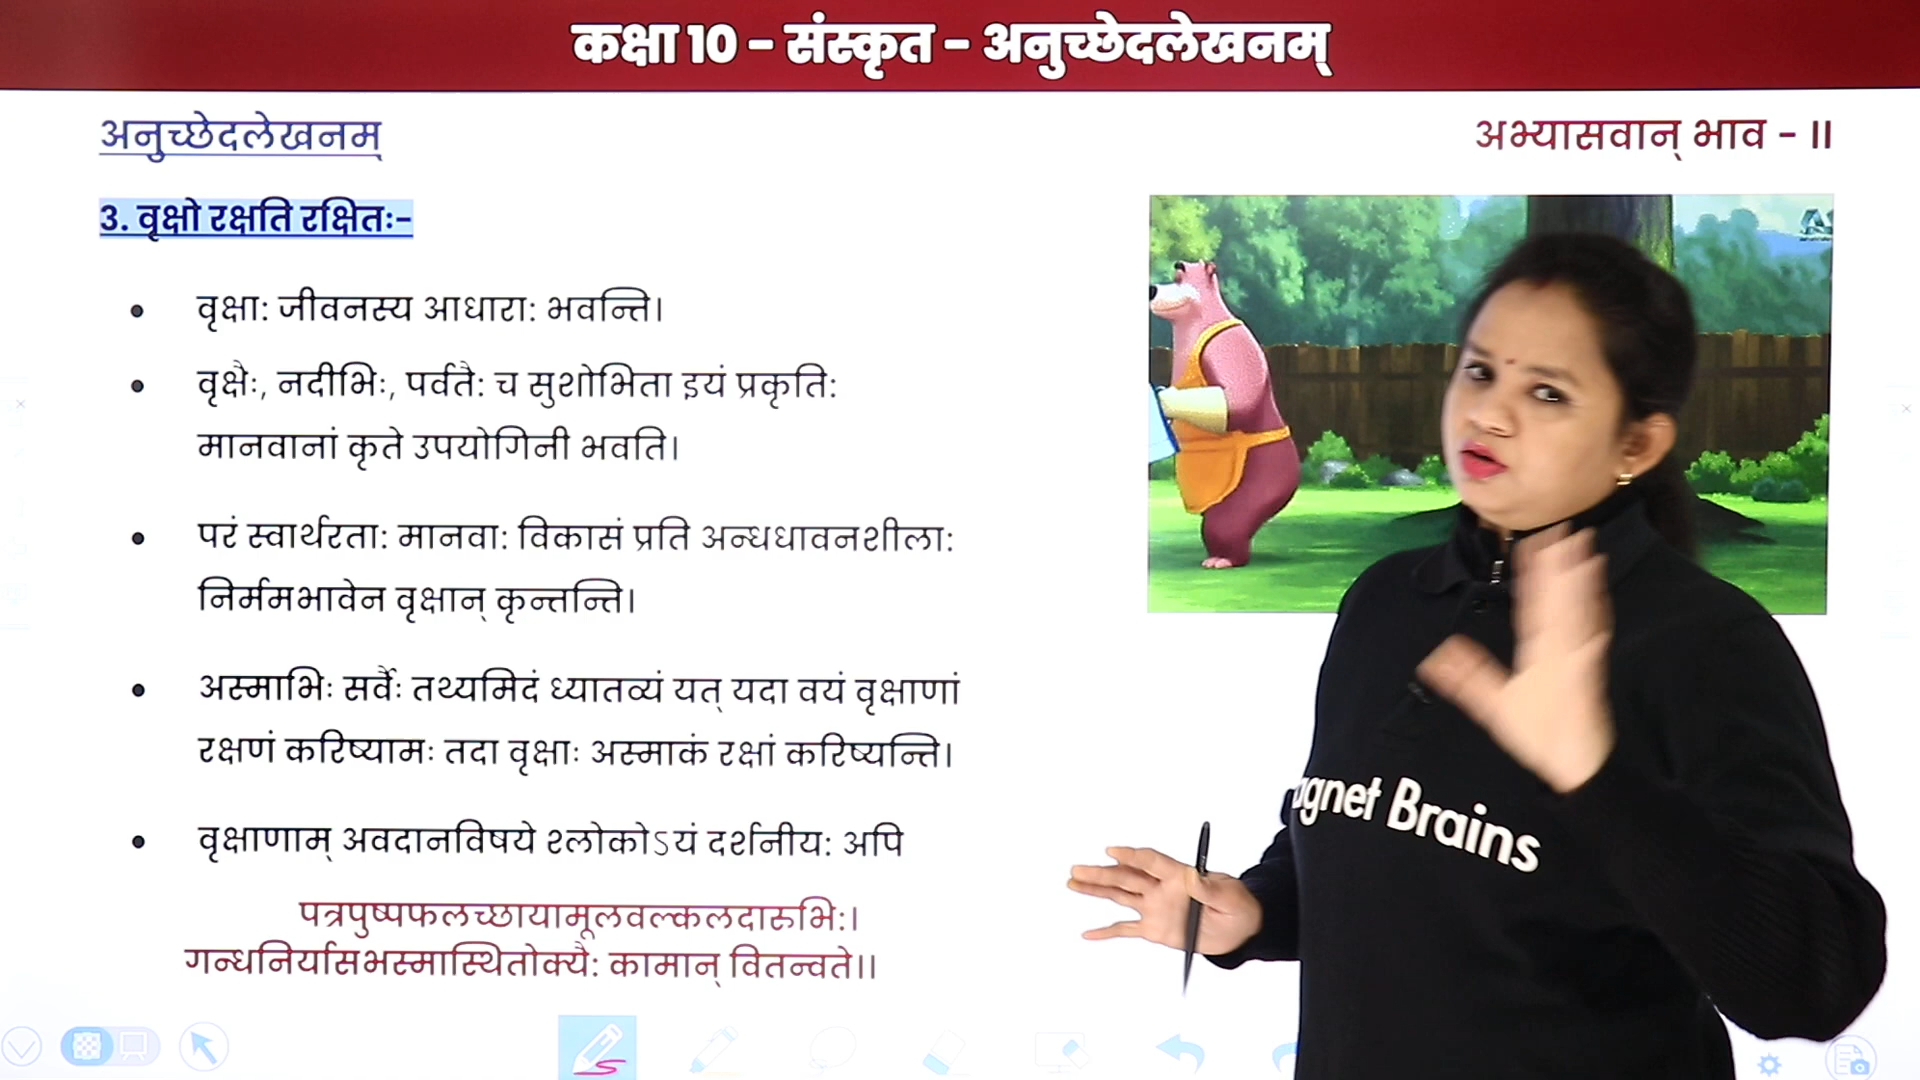 कक्षा 10 - संस्कृत - अनुच्छेदलेखनम्
अनुच्छेदलेखनम्
अभ्यासवान् भाव - II
3. वृक्षो रक्षति रक्षितः-
• वृक्षाः जीवनस्य आधाराः भवन्ति।
• वृक्षैः, नदीभिः, पर्वतैः च सुशोभिता इयं प्रकृतिः
मानवानां कृते उपयोगिनी भवति।
• परं स्वार्थरताः मानवाः विकासं प्रति अन्धधावनशीलाः
निर्ममभावेन वृक्षान् कृन्तन्ति।
• अस्माभिः सर्वैः तथ्यमिदं ध्यातव्यं यत् यदा वयं वृक्षाणां
रक्षणं करिष्यामः तदा वृक्षाः अस्माकं रक्षां करिष्यन्ति।
• वृक्षाणाम् अवदानविषये श्लोकोऽयं दर्शनीयः अपि
पत्रपुष्पफलच्छायामूलवल्कलदारुभिः।
गन्धनिर्यासभस्मास्थितोक्यैः कामान् वितन्वते।।
agnet Brains